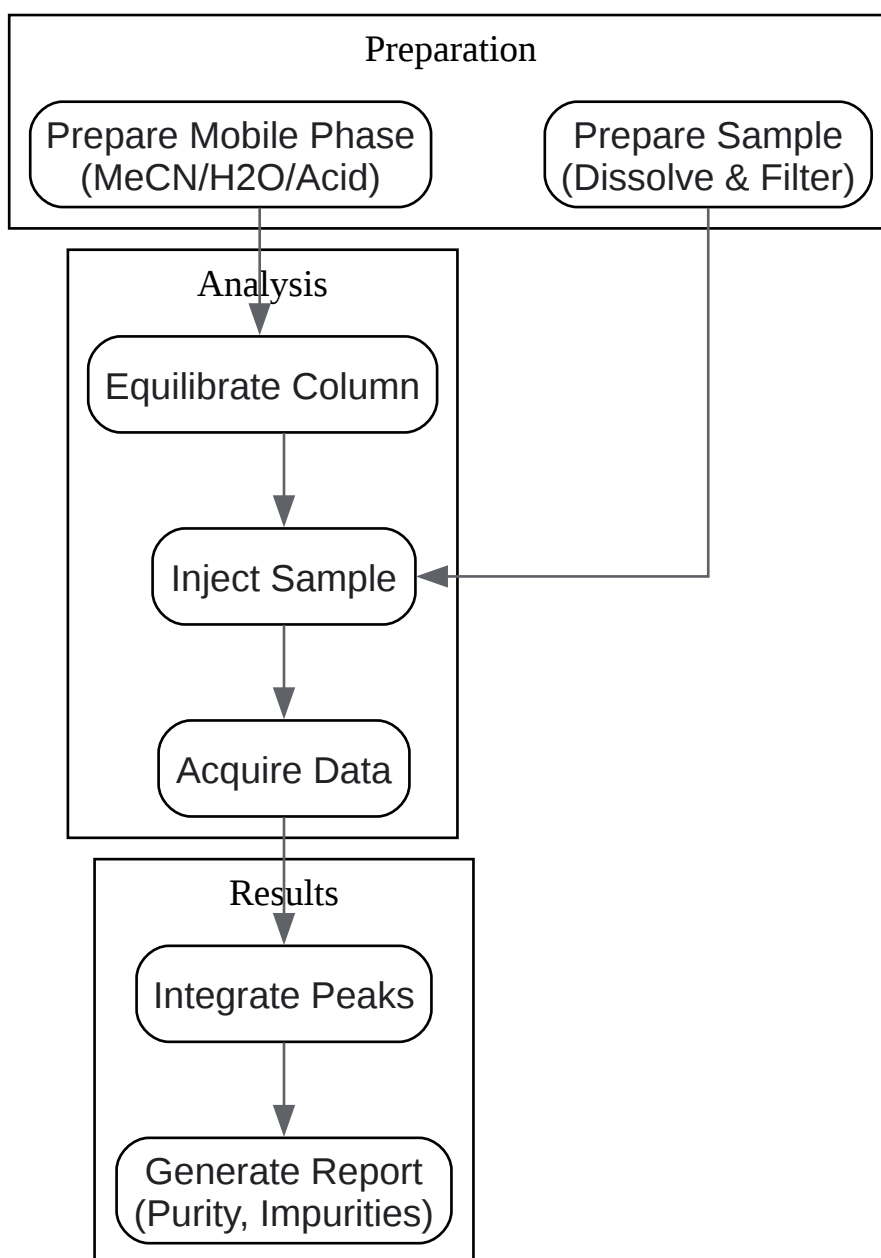 Preparation
Prepare Mobile Phase
(MeCN/H2O/Acid)
Prepare Sample
(Dissolve & Filter)
Analysis
Equilibrate Column
Inject Sample
Acquire Data
Results
Integrate Peaks
Generate Report
(Purity, Impurities)